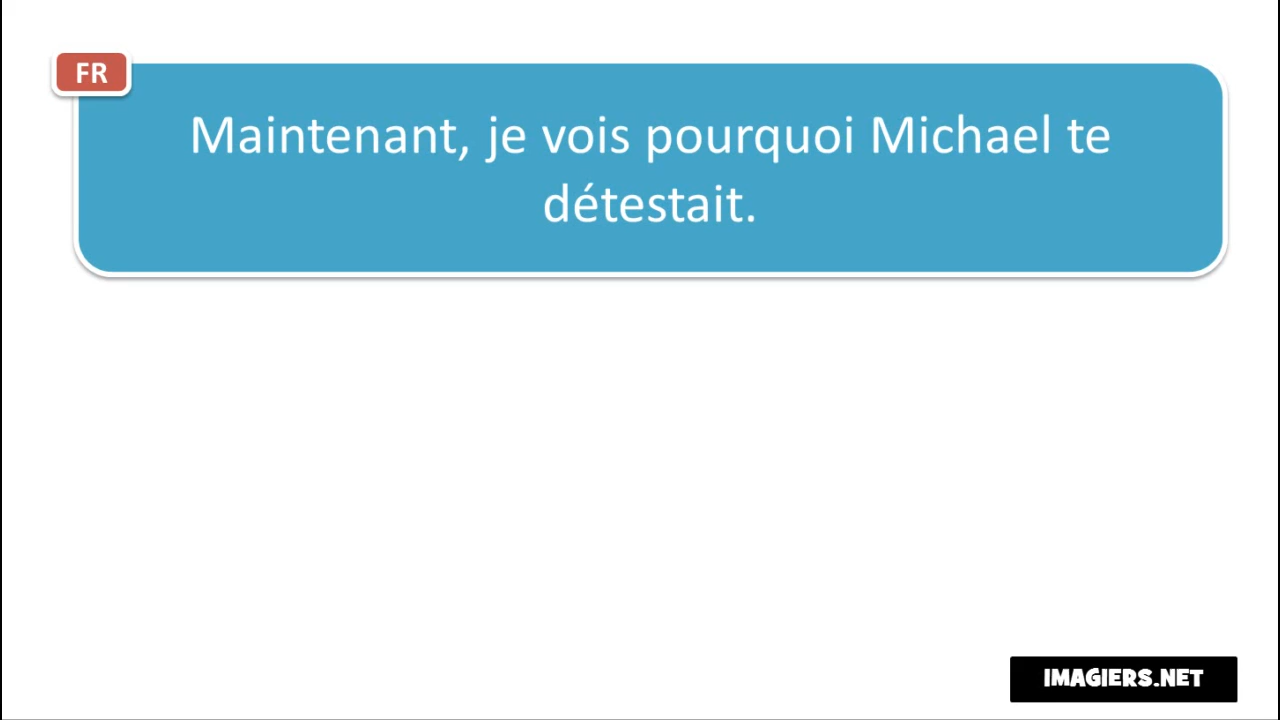 FR
Maintenant, je vois pourquoi Michael te
détestait.
IMAGIERS.NET